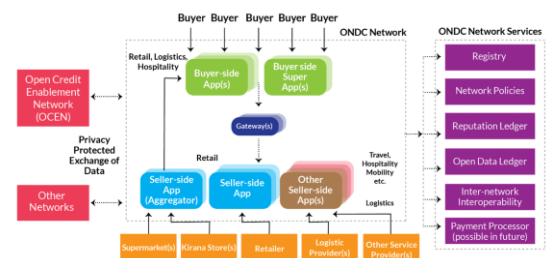 Buyer Buyer Buyer Buyer Buyer
ONDC Network
ONDC Network Services
Retail, Logistics,
Hospitality
Buyer-side
App(s)
Buyer side
Super
App(s)
Gateway(s)
Open Credit
Enablement
Network
(OCEN)
Privacy
Protected
Exchange of
Data
Other
Networks
Retail
Travel,
Hospitality
Mobility
etc.
Logistics
Seller-side
App
(Aggregator)
Seller-side
App
Other
Seller-side
App(s)
Supermarket(s)
Kirana Store(s)
Retailer
Logistic
Provider(s)
Other Service
Provider(s)
Registry
Network Policies
Reputation Ledger
Open Data Ledger
Inter-network
Interoperability
Payment Processor
(possible in future)